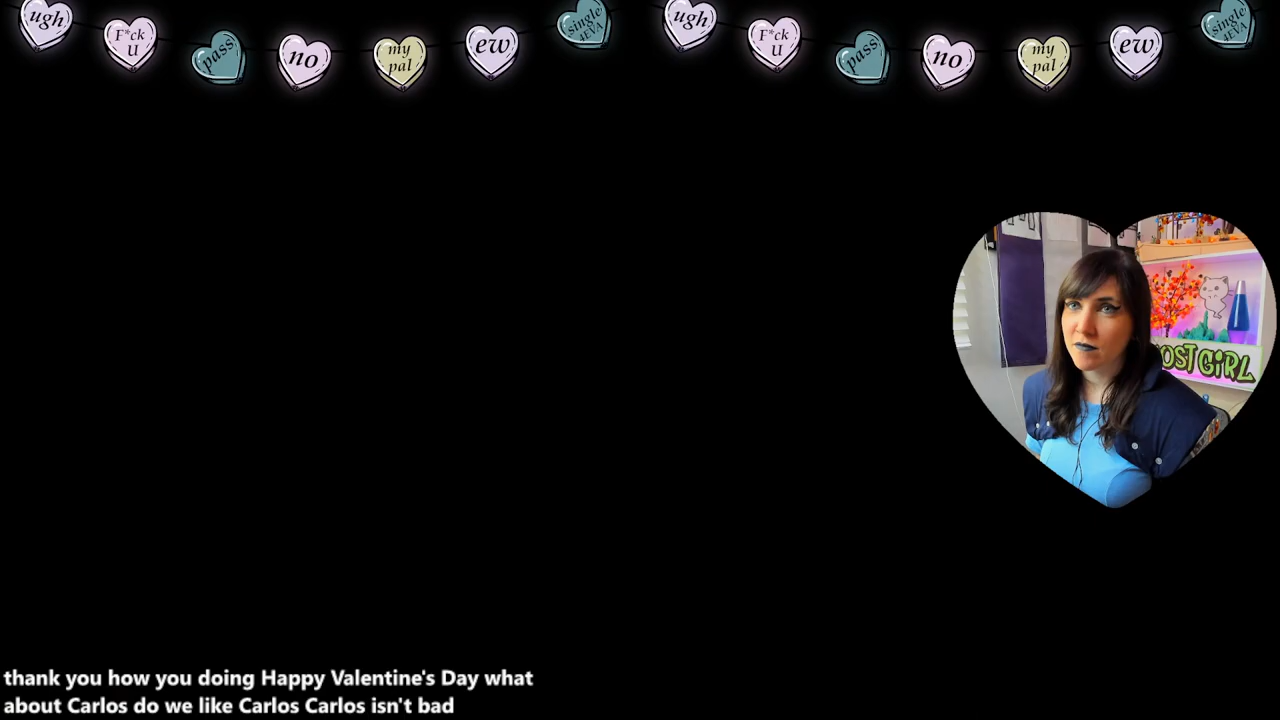 ugh
F*ck
U
pass
no
my
pal
ew
single
4EVA
ugh
F*ck
U
pass
no
my
pal
ew
single
4EVA
OST GiRL
thank you how you doing Happy Valentine's Day what
about Carlos do we like Carlos Carlos isn't bad